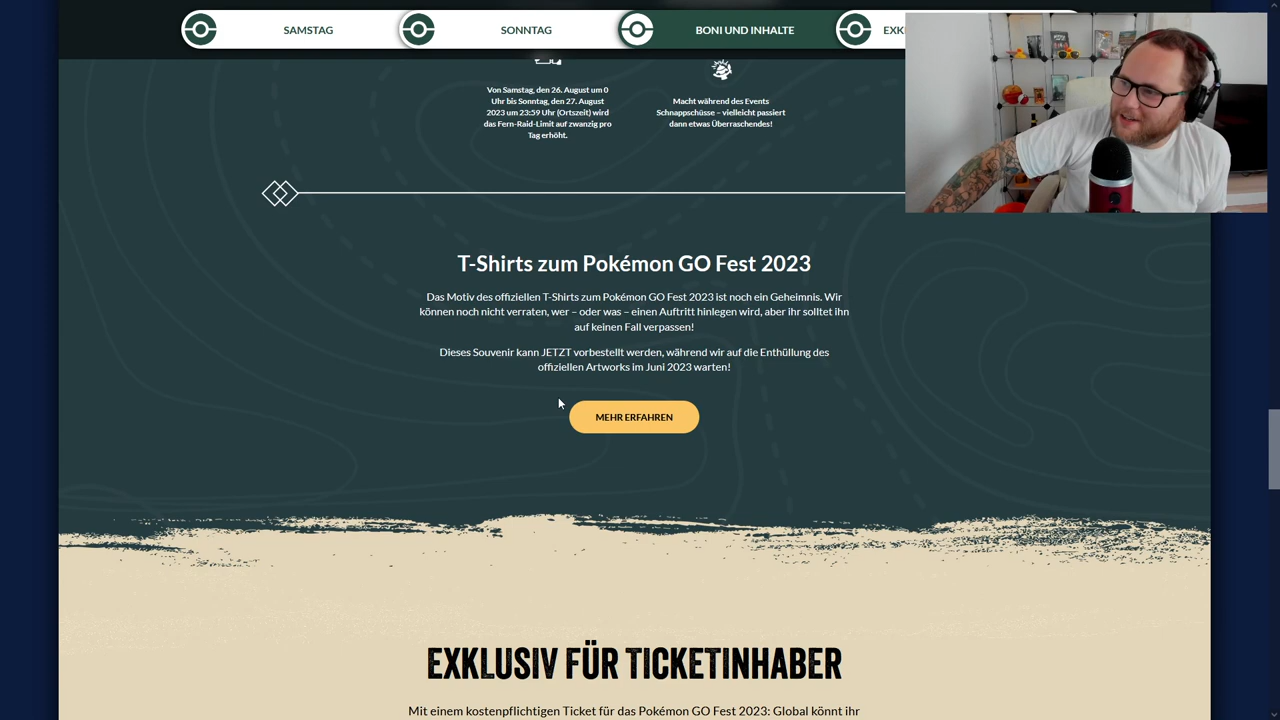 SAMSTAG
SONNTAG
BONI UND INHALTE
Von Samstag, den 26. August um 0
Uhr bis Sonntag, den 27. August
2023 um 23:59 Uhr (Ortszeit) wird
das Fern-Raid-Limit auf zwanzig pro
Tag erhöht.
Macht während des Events
Schnappschüsse – vielleicht passiert
dann etwas Überraschendes!
T-Shirts zum Pokémon GO Fest 2023
Das Motiv des offiziellen T-Shirts zum Pokémon GO Fest 2023 ist noch ein Geheimnis. Wir
können noch nicht verraten, wer – oder was – einen Auftritt hinlegen wird, aber ihr solltet ihn
auf keinen Fall verpassen!
Dieses Souvenir kann JETZT vorbestellt werden, während wir auf die Enthüllung des
offiziellen Artworks im Juni 2023 warten!
MEHR ERFAHREN
EXKLUSIV FÜR TICKETINHABER
Mit einem kostenpflichtigen Ticket für das Pokémon GO Fest 2023: Global könnt ihr